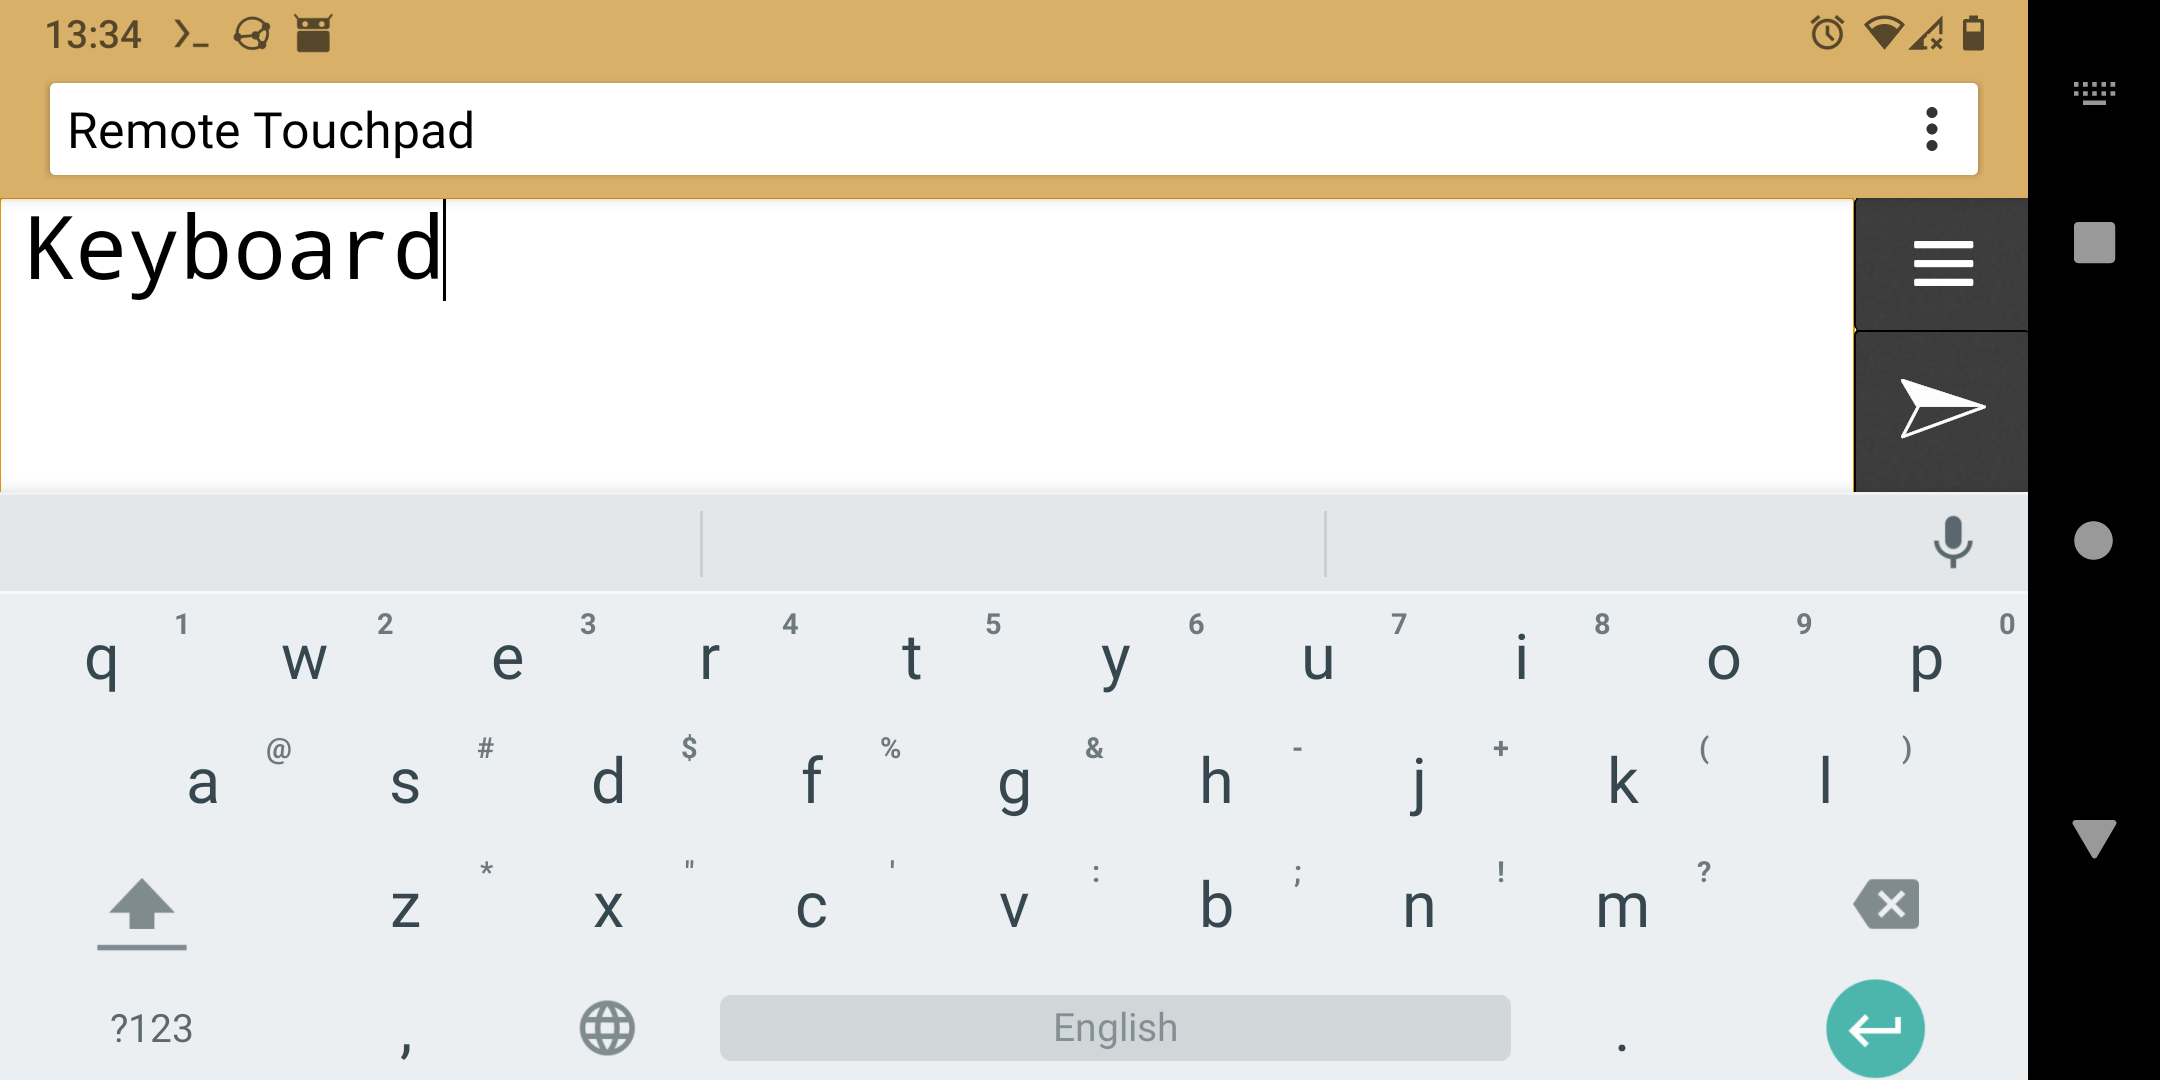 13:34
Remote Touchpad
Keyboard
1 2 3 4 5 6 7 8 9 0
q w e r t y u i o p
@ # $ % & - + ( )
a s d f g h j k l
* " ' : ; ! ?
z x c v b n m
?123 , English .